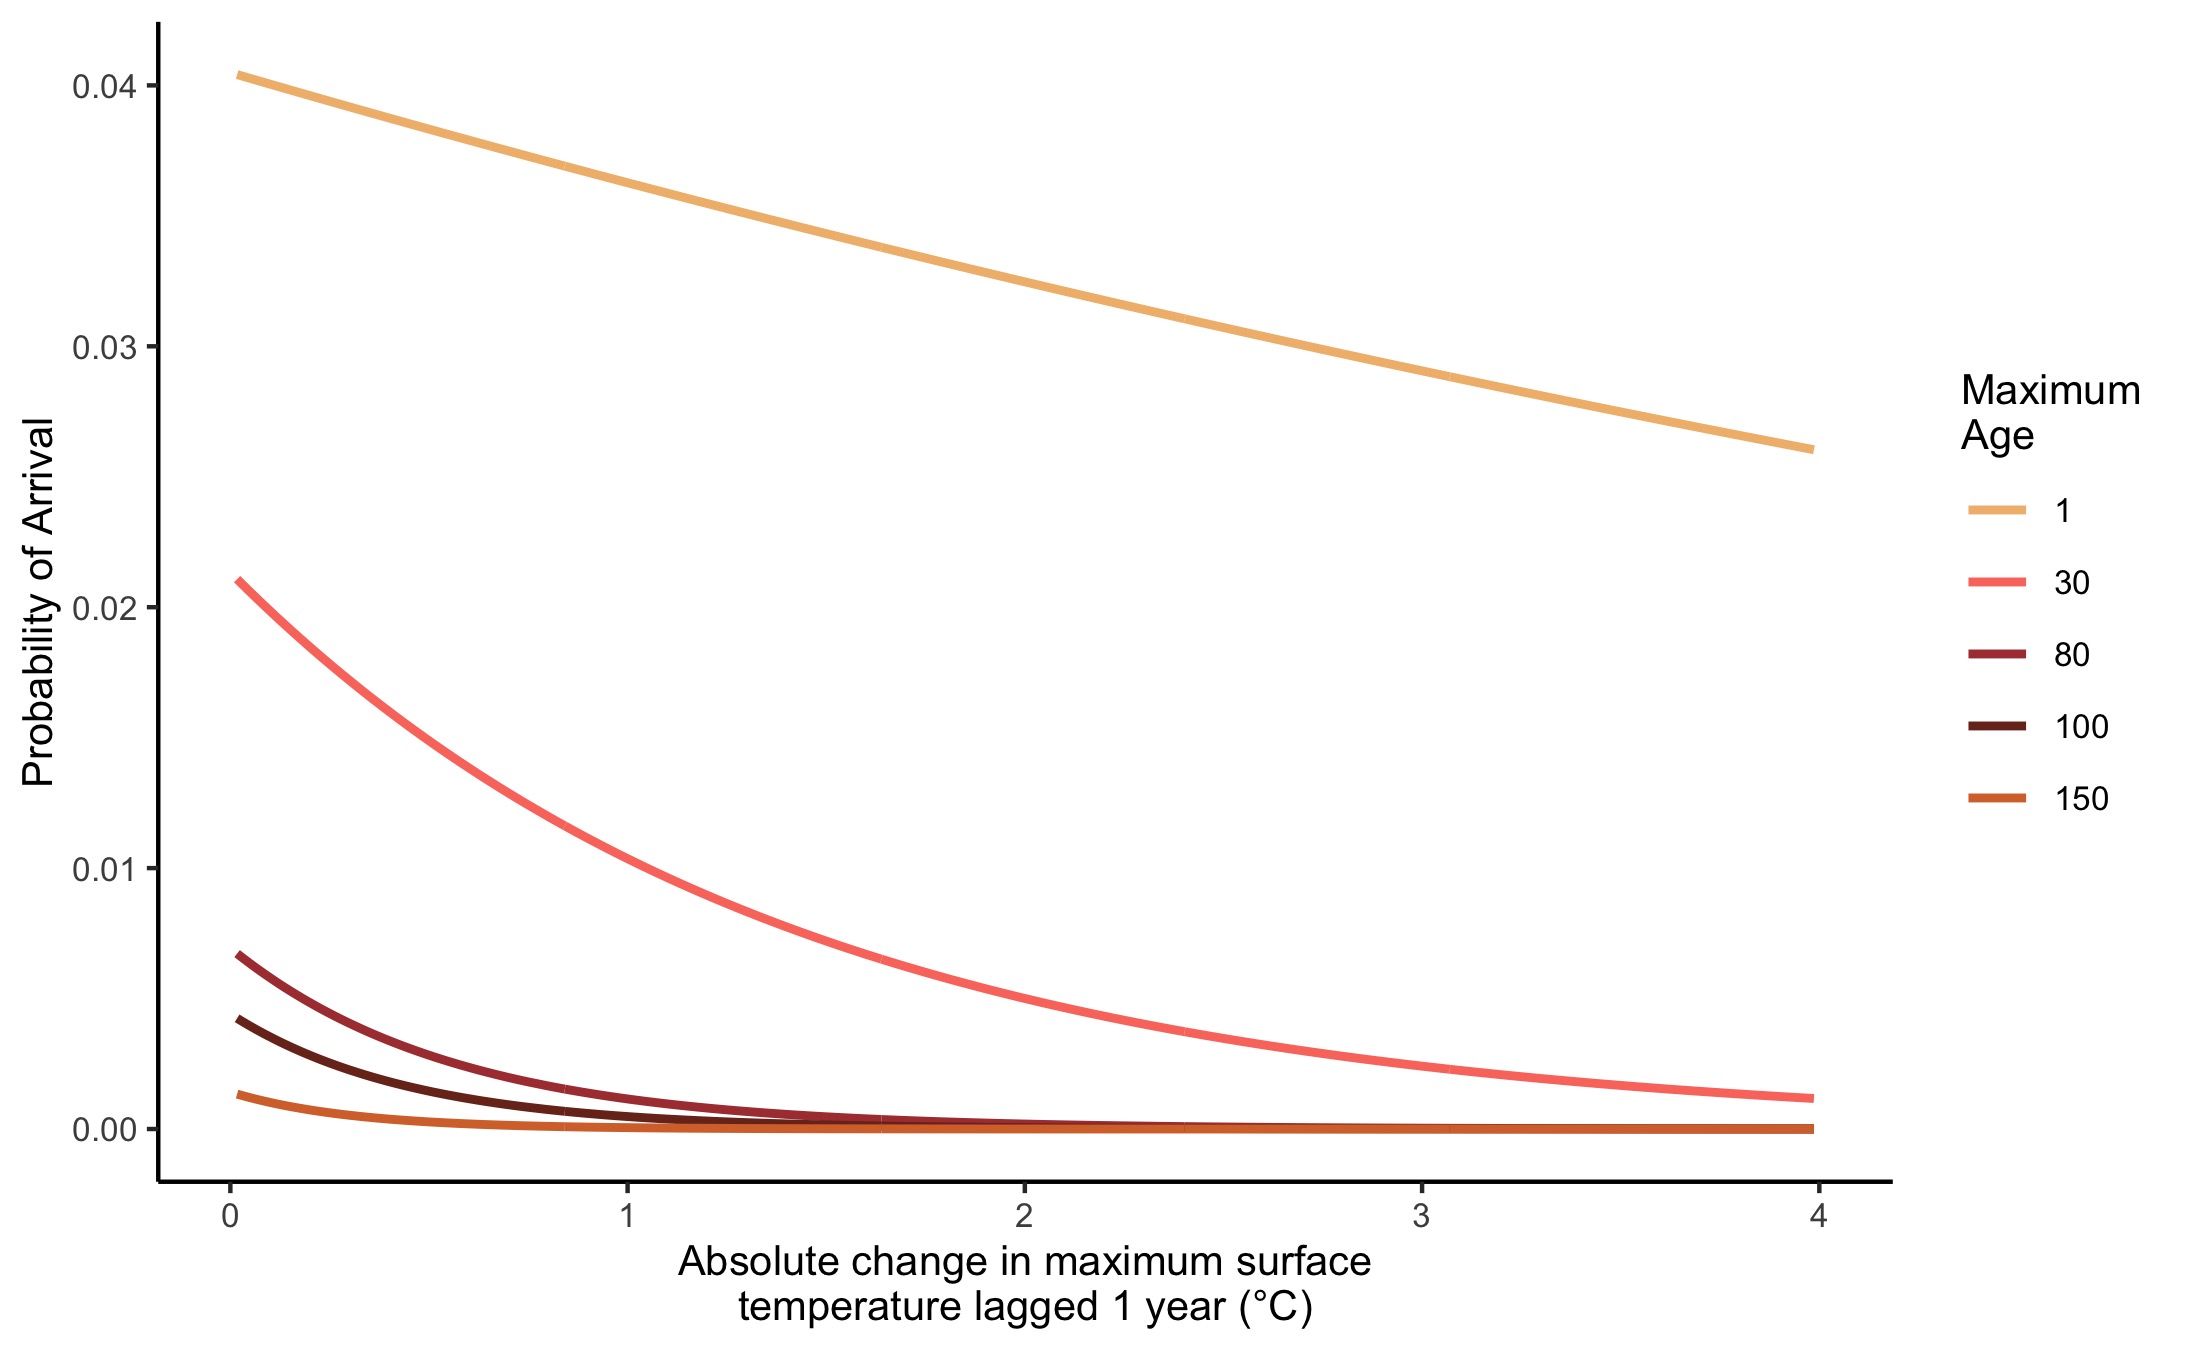 Probability of Arrival
0.04
0.03
0.02
0.01
0.00
0 1 2 3 4
Absolute change in maximum surface
temperature lagged 1 year (°C)
Maximum
Age
1
30
80
100
150